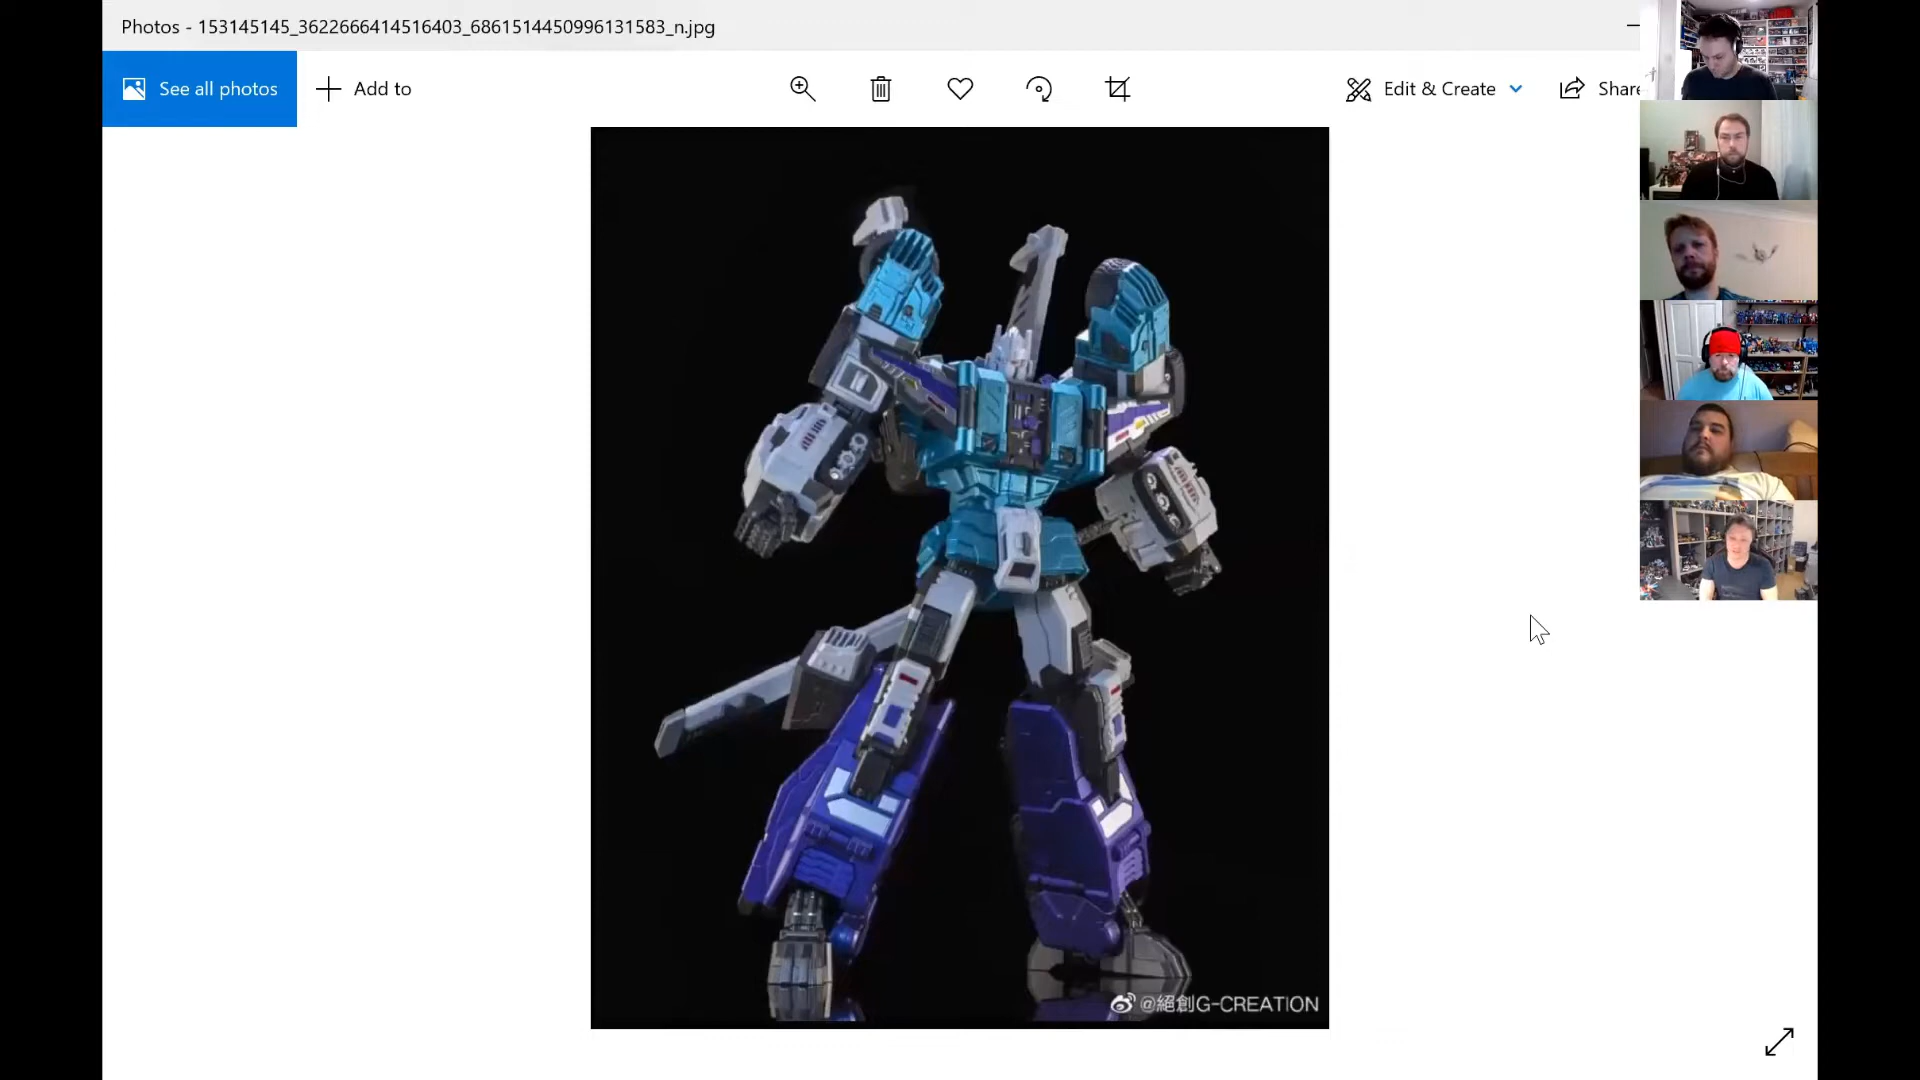 Photos - 153145145_3622666414516403_6861514450996131583_n.jpg
See all photos
Add to
Edit & Create
Share
@絕創G-CREATION